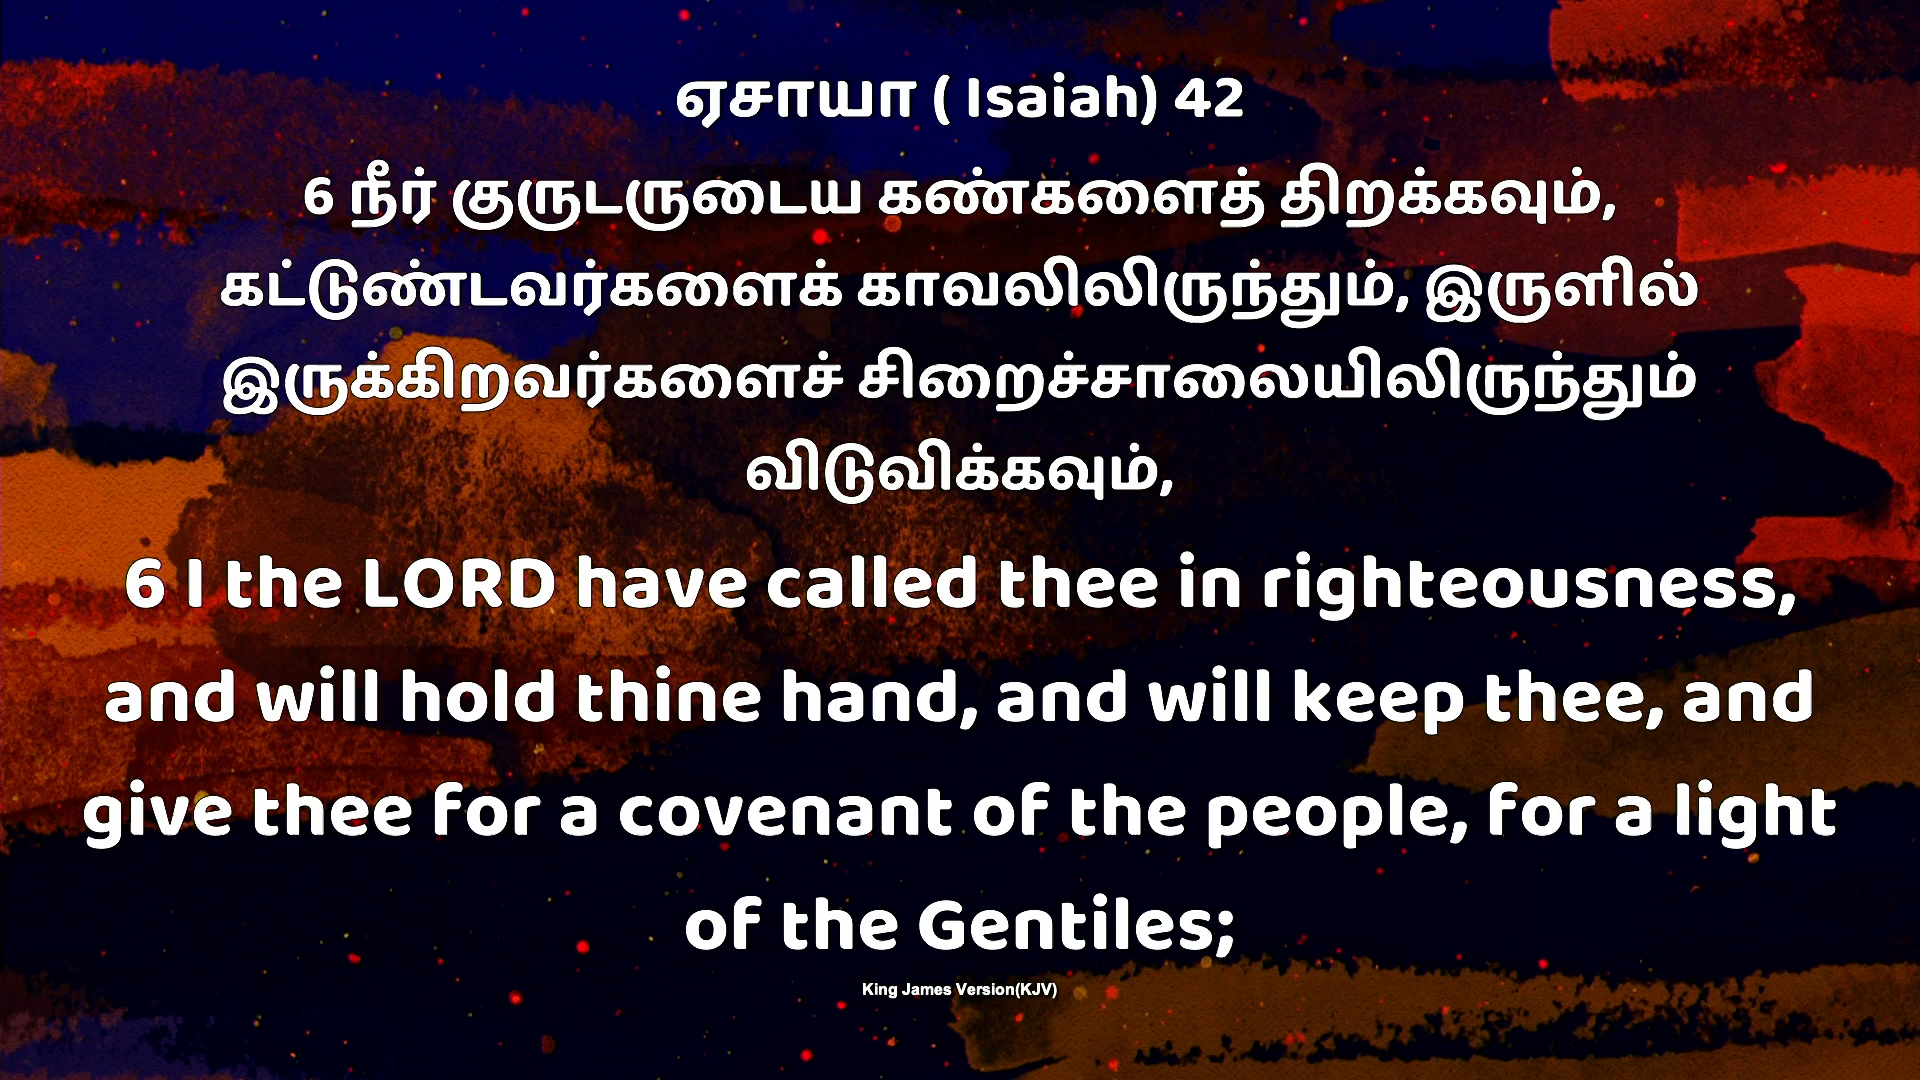 ஏசாயா ( Isaiah) 42
6 நீர் குருடருடைய கண்களைத் திறக்கவும்,
கட்டுண்டவர்களைக் காவலிலிருந்தும், இருளில்
இருக்கிறவர்களைச் சிறைச்சாலையிலிருந்தும்
விடுவிக்கவும்,
6 I the LORD have called thee in righteousness,
and will hold thine hand, and will keep thee, and
give thee for a covenant of the people, for a light
of the Gentiles;
King James Version(KJV)